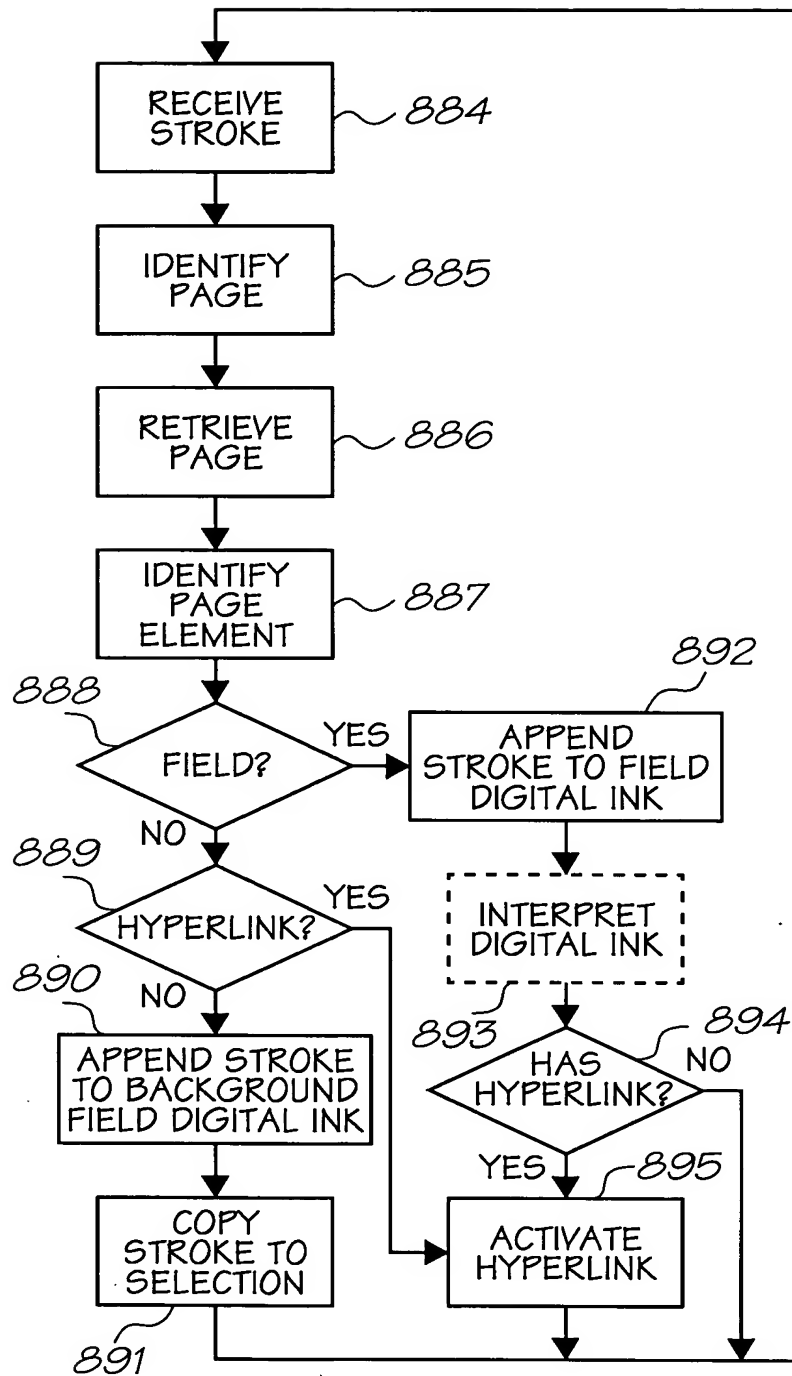 RECEIVE
STROKE
884
IDENTIFY
PAGE
885
RETRIEVE
PAGE
886
IDENTIFY
PAGE
ELEMENT
887
888
FIELD?
YES
NO
892
APPEND
STROKE TO FIELD
DIGITAL INK
889
HYPERLINK?
YES
NO
INTERPRET
DIGITAL INK
893
890
APPEND STROKE
TO BACKGROUND
FIELD DIGITAL INK
894
HAS
HYPERLINK?
NO
YES
895
COPY
STROKE TO
SELECTION
891
ACTIVATE
HYPERLINK